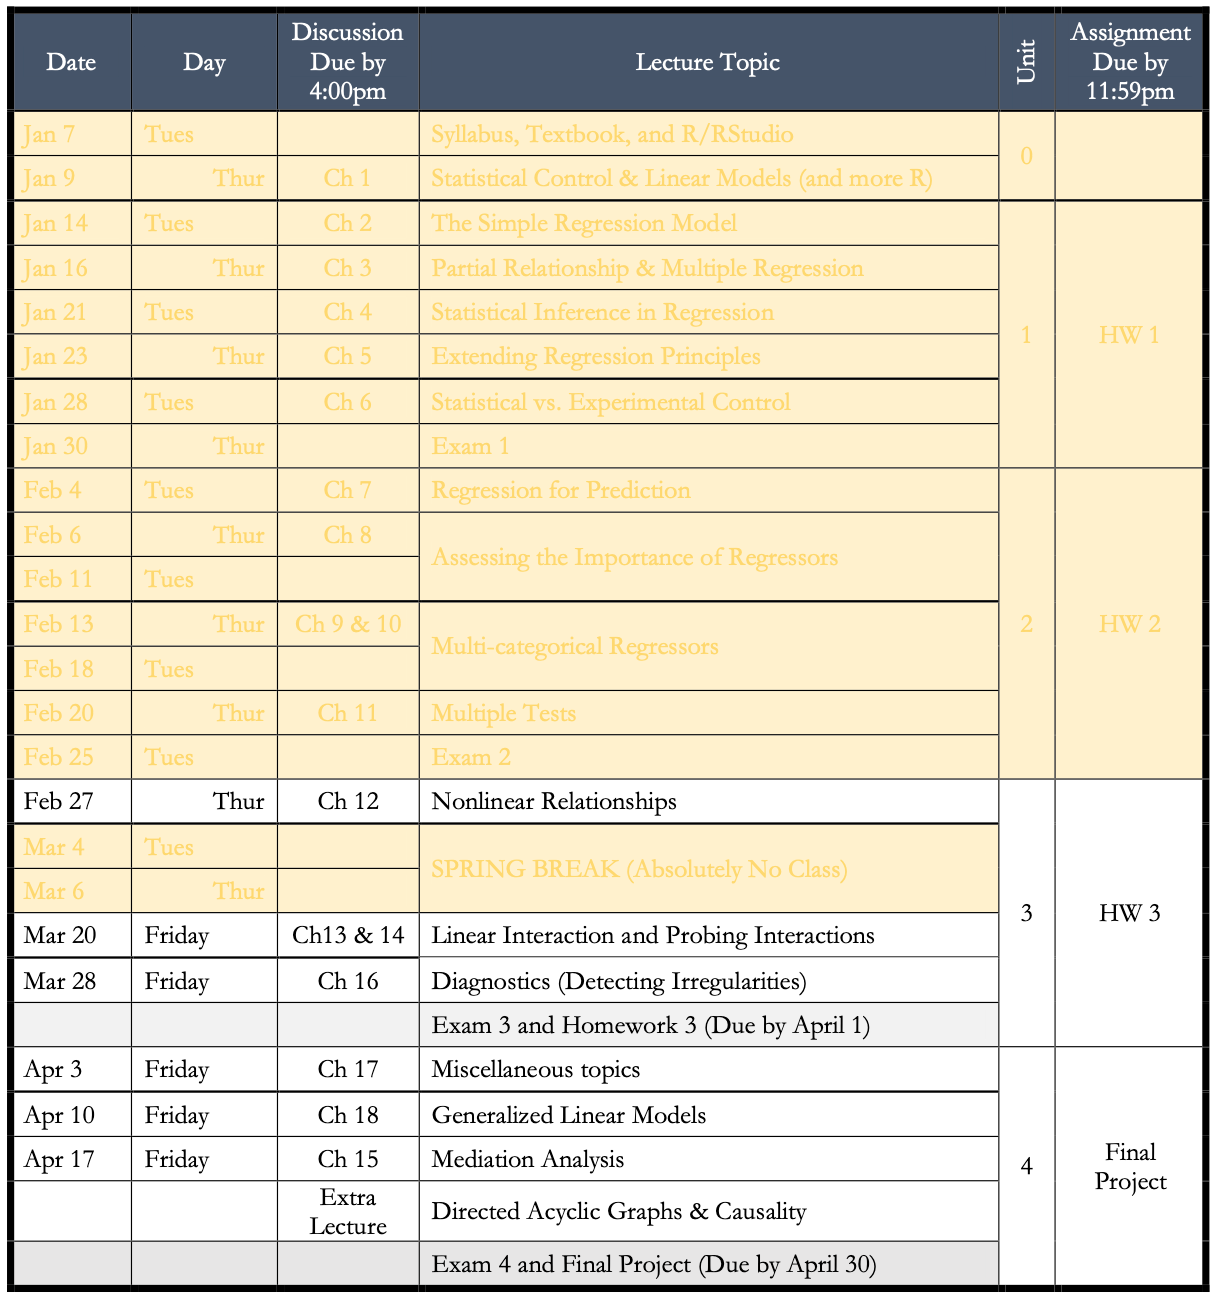 Date Day Discussion Due by 4:00pm Lecture Topic Unit Assignment Due by 11:59pm
Jan 7 Tues Syllabus, Textbook, and R/RStudio 0
Jan 9 Thur Ch 1 Statistical Control & Linear Models (and more R)
Jan 14 Tues Ch 2 The Simple Regression Model
Jan 16 Thur Ch 3 Partial Relationship & Multiple Regression
Jan 21 Tues Ch 4 Statistical Inference in Regression 1 HW 1
Jan 23 Thur Ch 5 Extending Regression Principles
Jan 28 Tues Ch 6 Statistical vs. Experimental Control
Jan 30 Thur Exam 1
Feb 4 Tues Ch 7 Regression for Prediction
Feb 6 Thur Ch 8 Assessing the Importance of Regressors
Feb 11 Tues
Feb 13 Thur Ch 9 & 10 Multi-categorical Regressors 2 HW 2
Feb 18 Tues
Feb 20 Thur Ch 11 Multiple Tests
Feb 25 Tues Exam 2
Feb 27 Thur Ch 12 Nonlinear Relationships
Mar 4 Tues SPRING BREAK (Absolutely No Class)
Mar 6 Thur
3 HW 3
Mar 20 Friday Ch13 & 14 Linear Interaction and Probing Interactions
Mar 28 Friday Ch 16 Diagnostics (Detecting Irregularities)
Exam 3 and Homework 3 (Due by April 1)
Apr 3 Friday Ch 17 Miscellaneous topics
Apr 10 Friday Ch 18 Generalized Linear Models
Apr 17 Friday Ch 15 Mediation Analysis 4 Final Project
Extra Lecture Directed Acyclic Graphs & Causality
Exam 4 and Final Project (Due by April 30)